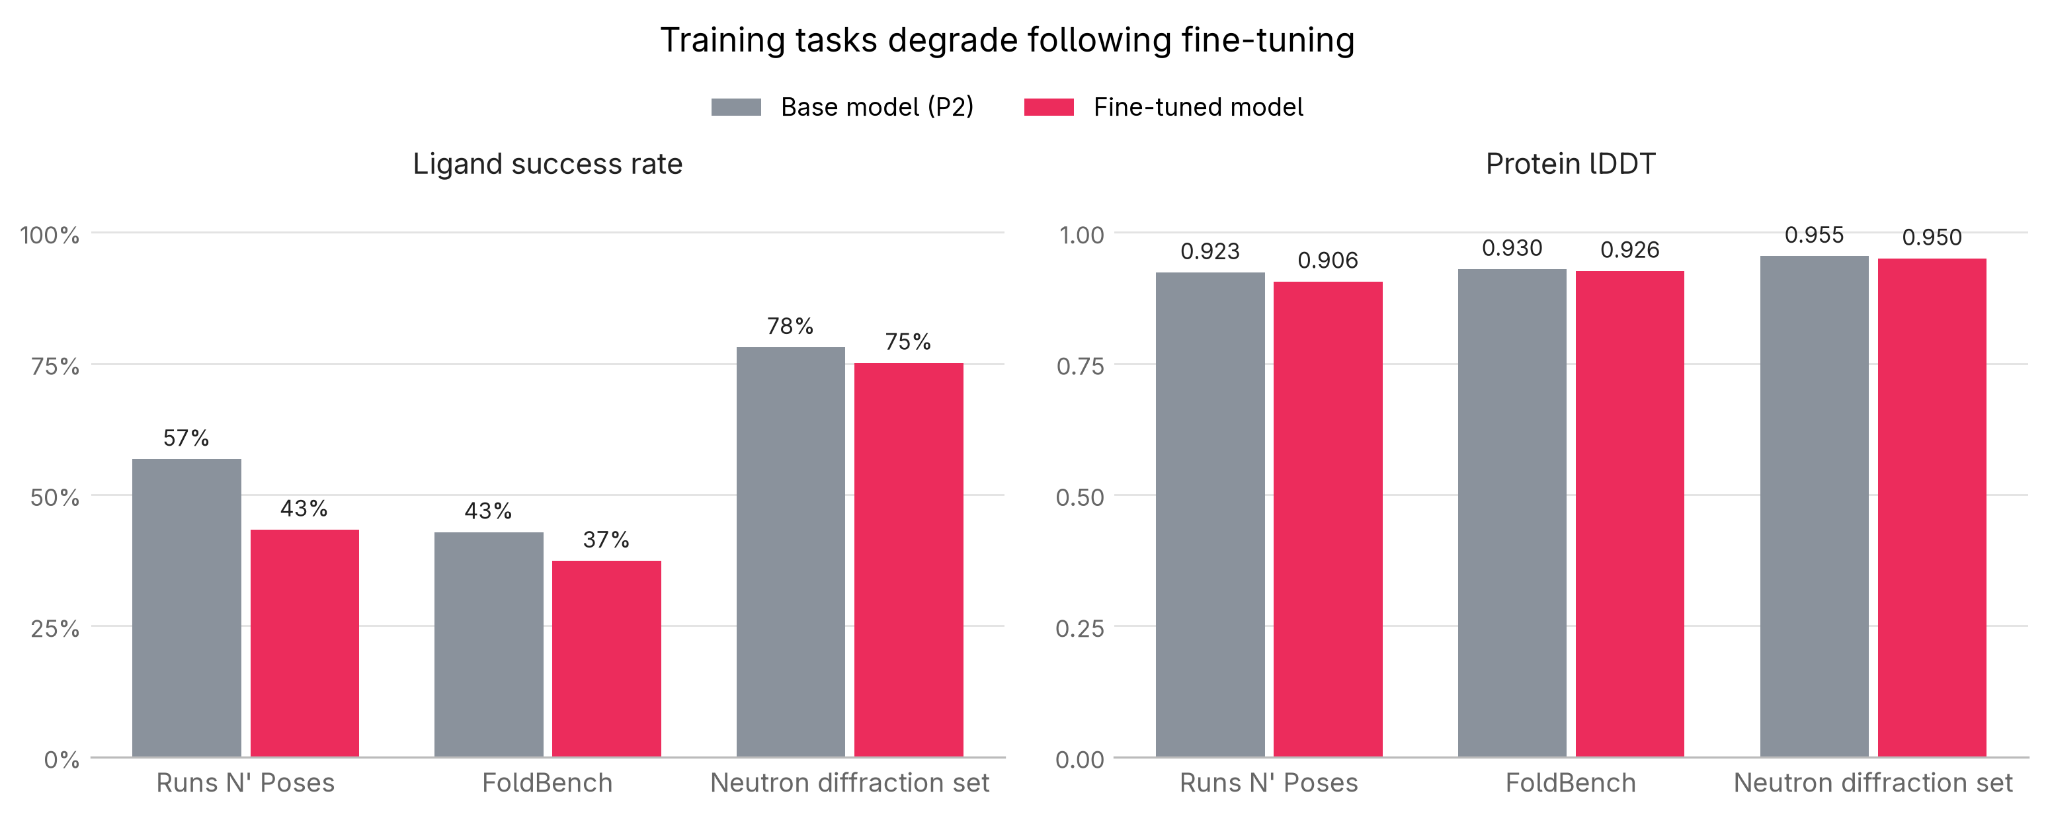 Training tasks degrade following fine-tuning
Base model (P2)
Fine-tuned model
Ligand success rate
100%
75%
50%
25%
0%
57%
43%
43%
37%
78%
75%
Runs N' Poses
FoldBench
Neutron diffraction set
Protein lDDT
1.00
0.75
0.50
0.25
0.00
0.923
0.906
0.930
0.926
0.955
0.950
Runs N' Poses
FoldBench
Neutron diffraction set